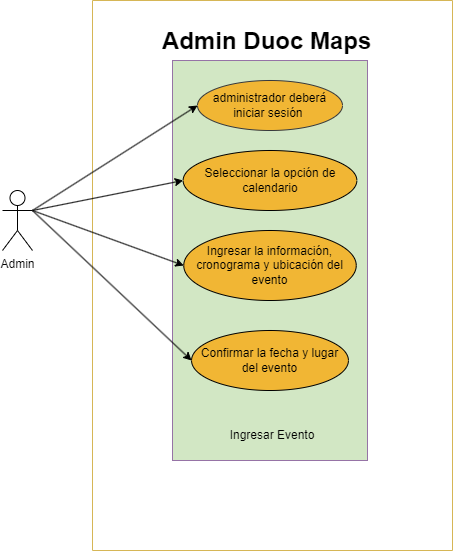 Admin Duoc Maps
administrador deberá
iniciar sesión
Seleccionar la opción de
calendario
Ingresar la información,
cronograma y ubicación del
evento
Admin
Confirmar la fecha y lugar
del evento
Ingresar Evento